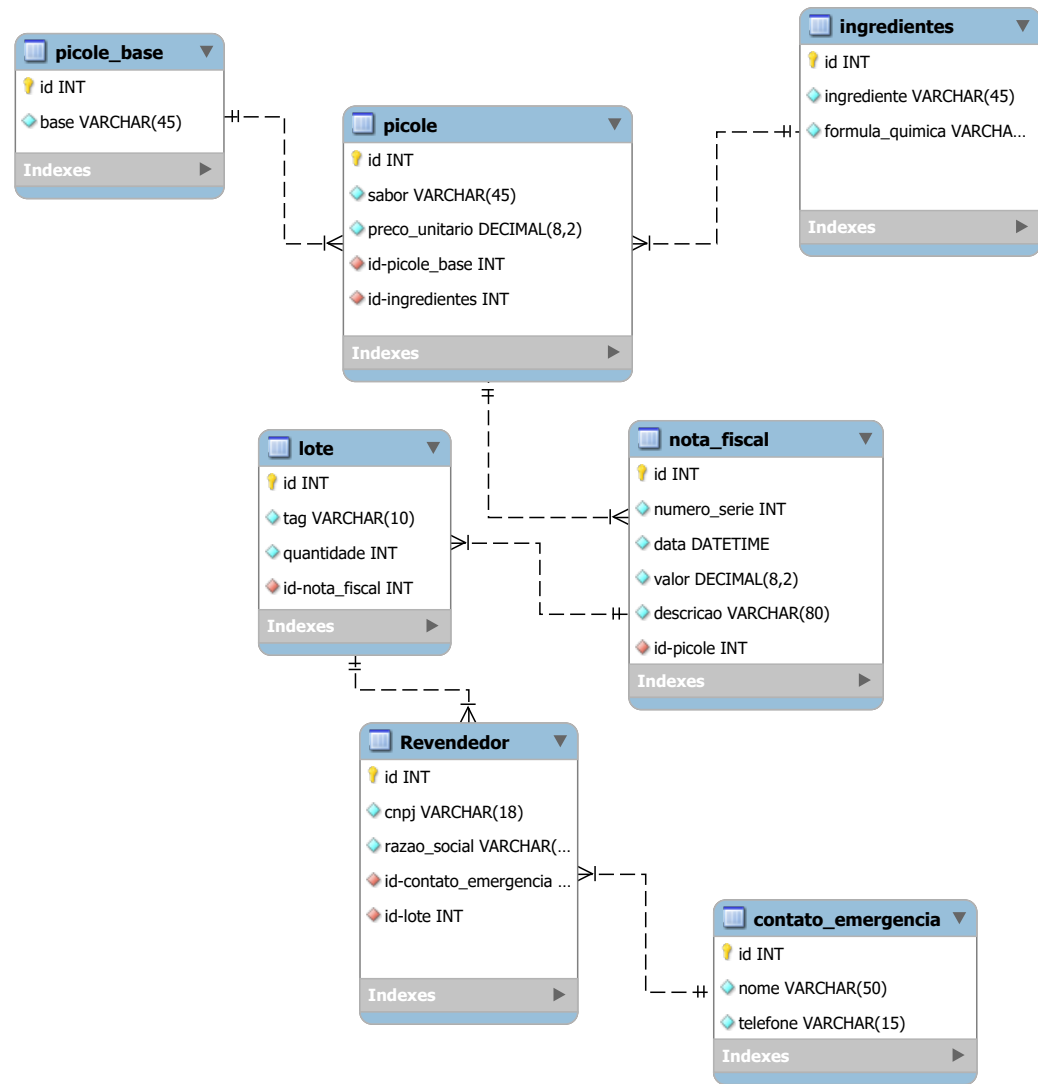 picole_base
id INT
base VARCHAR(45)
Indexes
ingredientes
id INT
ingrediente VARCHAR(45)
formula_quimica VARCHA...
Indexes
picole
id INT
sabor VARCHAR(45)
preco_unitario DECIMAL(8,2)
id-picole_base INT
id-ingredientes INT
Indexes
lote
id INT
tag VARCHAR(10)
quantidade INT
id-nota_fiscal INT
Indexes
nota_fiscal
id INT
numero_serie INT
data DATETIME
valor DECIMAL(8,2)
descricao VARCHAR(80)
id-picole INT
Indexes
Revendedor
id INT
cnpj VARCHAR(18)
razao_social VARCHAR(...
id-contato_emergencia ...
id-lote INT
Indexes
contato_emergencia
id INT
nome VARCHAR(50)
telefone VARCHAR(15)
Indexes